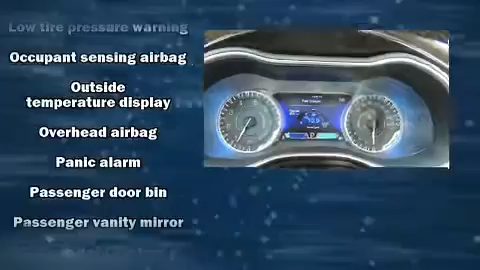 Low tire pressure warning
Occupant sensing airbag
Outside
temperature display
Overhead airbag
Panic alarm
Passenger door bin
Passenger vanity mirror